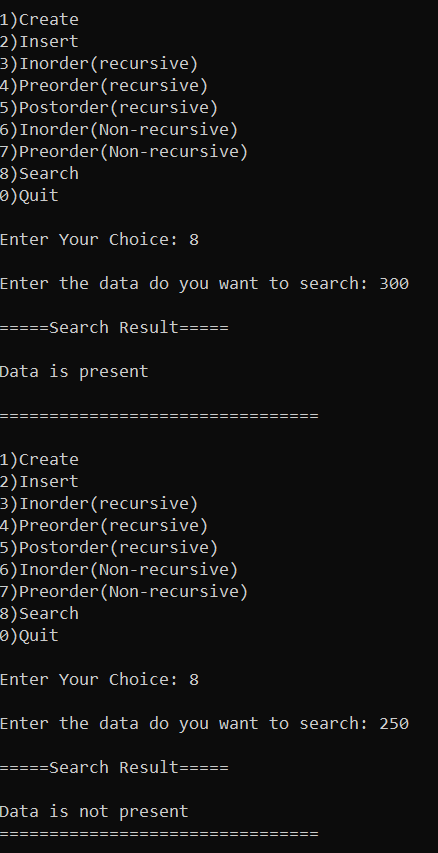 1)Create
2)Insert
3)Inorder(recursive)
4)Preorder(recursive)
5)Postorder(recursive)
6)Inorder(Non-recursive)
7)Preorder(Non-recursive)
8)Search
0)Quit
Enter Your Choice: 8
Enter the data do you want to search: 300
=====Search Result=====
Data is present
================================
1)Create
2)Insert
3)Inorder(recursive)
4)Preorder(recursive)
5)Postorder(recursive)
6)Inorder(Non-recursive)
7)Preorder(Non-recursive)
8)Search
0)Quit
Enter Your Choice: 8
Enter the data do you want to search: 250
=====Search Result=====
Data is not present
================================